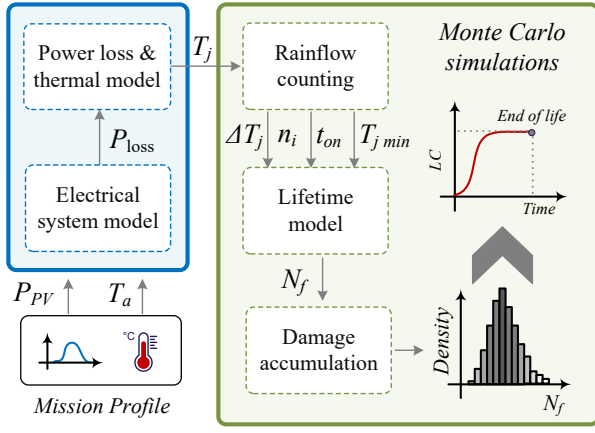 Power loss &
thermal model
T_j
P_loss
Electrical
system model
P_PV
T_a
°C
Mission Profile
Rainflow
counting
ΔT_j n_i t_on T_j min
Lifetime
model
N_f
Damage
accumulation
Monte Carlo
simulations
End of life
LC
Time
Density
N_f